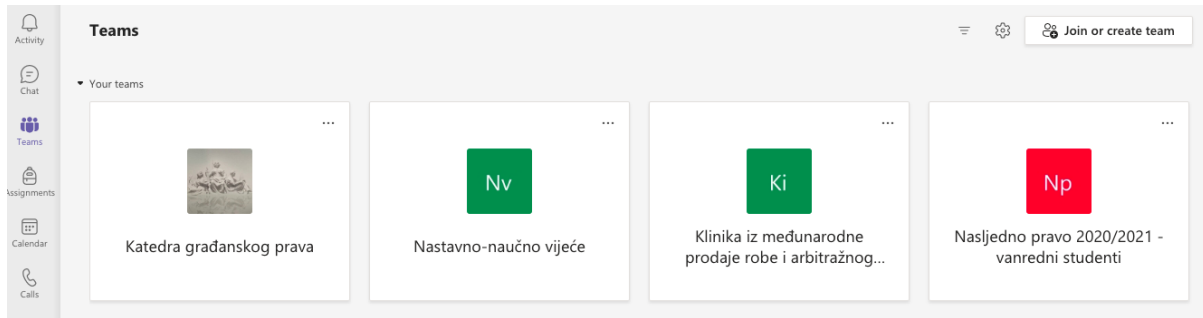 Activity
Chat
Teams
Assignments
Calendar
Calls
Teams
Join or create team
Your teams
...
Katedra građanskog prava
...
Nv
Nastavno-naučno vijeće
...
Ki
Klinika iz međunarodne
prodaje robe i arbitražnog...
...
Np
Nasljedno pravo 2020/2021 -
vanredni studenti